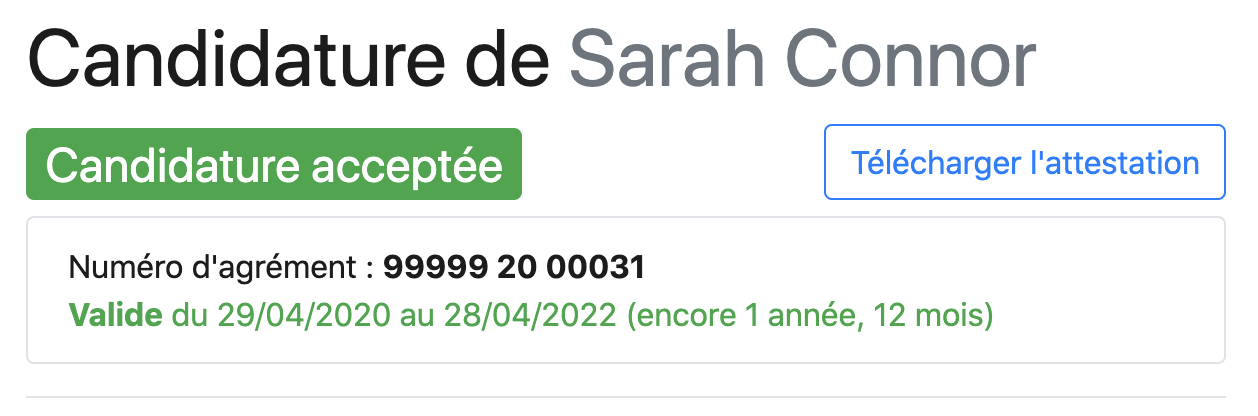 Candidature de Sarah Connor
Candidature acceptée
Télécharger l'attestation
Numéro d'agrément : 99999 20 00031
Valide du 29/04/2020 au 28/04/2022 (encore 1 année, 12 mois)